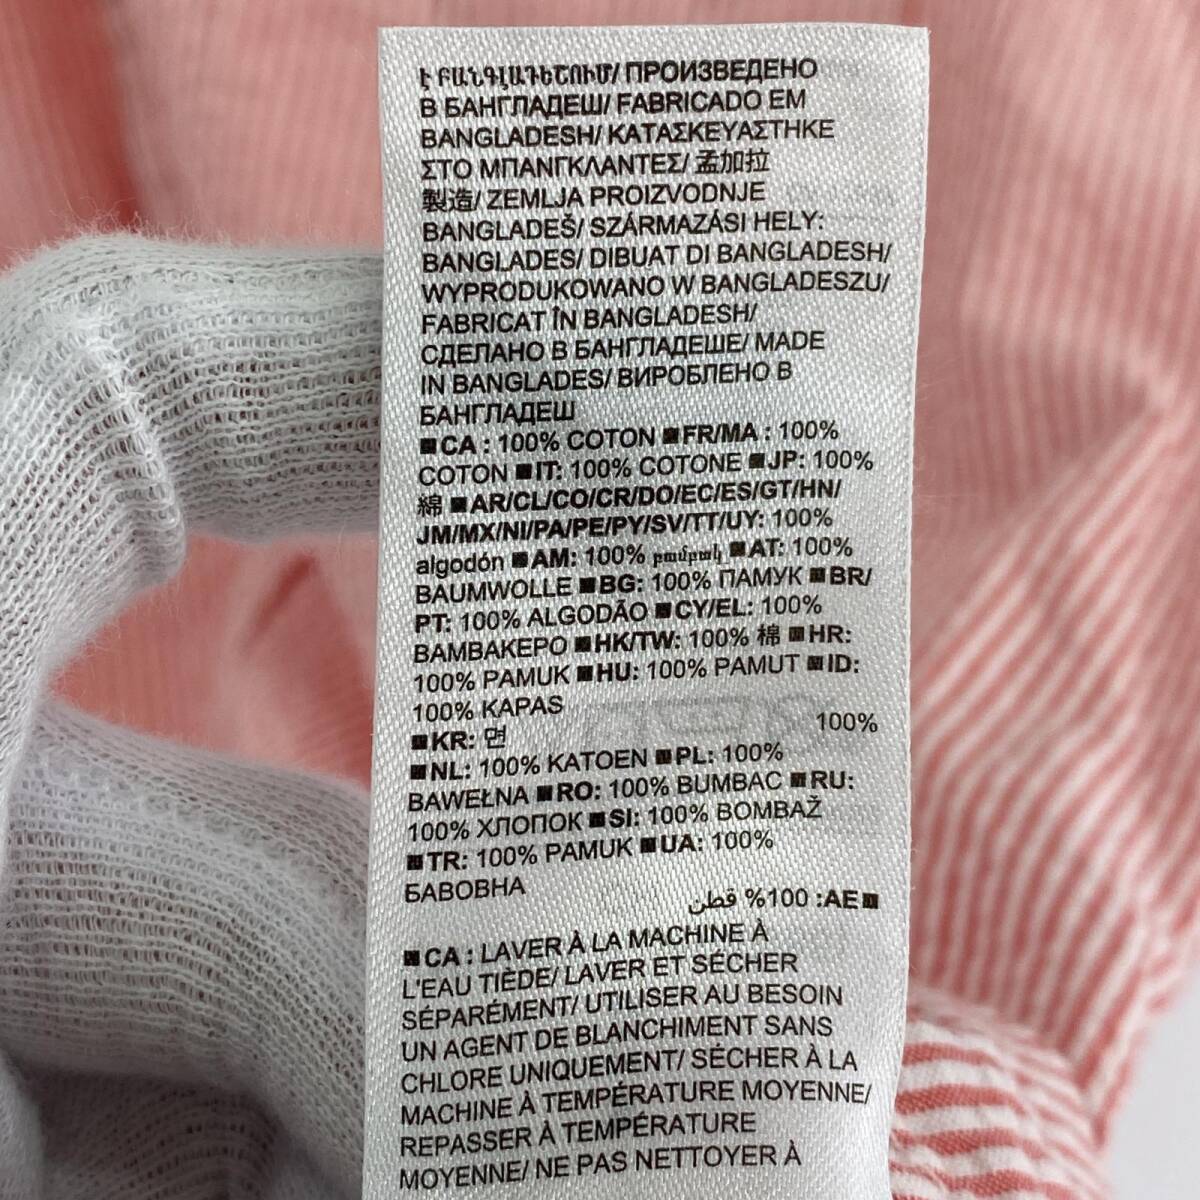 Է ԲԱՆԳԼԱԴԵՇՈՒՄ/ ПРОИЗВЕДЕНО
В БАНГЛАДЕШ/ FABRICADO EM
BANGLADESH/ ΚΑΤΑΣΚΕΥΑΣΤΗΚΕ
ΣΤΟ ΜΠΑΝΓΚΛΑΝΤΕΣ/ 孟加拉
製造/ ZEMLJA PROIZVODNJE
BANGLADEŠ/ SZÁRMAZÁSI HELY:
BANGLADES/ DIBUAT DI BANGLADESH/
WYPRODUKOWANO W BANGLADESZU/
FABRICAT ÎN BANGLADESH/
СДЕЛАНО В БАНГЛАДЕШЕ/ MADE
IN BANGLADES/ ВИРОБЛЕНО В
БАНГЛАДЕШ
■CA : 100% COTON ■FR/MA : 100%
COTON ■IT: 100% COTONE ■JP: 100%
綿 ■AR/CL/CO/CR/DO/EC/ES/GT/HN/
JM/MX/NI/PA/PE/PY/SV/TT/UY: 100%
algodón ■AM: 100% բամբակ ■AT: 100%
BAUMWOLLE ■BG: 100% ПАМУК ■BR/
PT: 100% ALGODÃO ■CY/EL: 100%
ΒΑΜΒΑΚΕΡΟ ■HK/TW: 100% 棉 ■HR:
100% PAMUK ■HU: 100% PAMUT ■ID:
100% KAPAS
■KR: 면 100%
■NL: 100% KATOEN ■PL: 100%
BAWEŁNA ■RO: 100% BUMBAC ■RU:
100% ХЛОПОК ■SI: 100% BOMBAŽ
■TR: 100% PAMUK ■UA: 100%
БАВОВНА
■AE: 100% قطن
■CA : LAVER À LA MACHINE À
L'EAU TIÈDE/ LAVER ET SÉCHER
SÉPARÉMENT/ UTILISER AU BESOIN
UN AGENT DE BLANCHIMENT SANS
CHLORE UNIQUEMENT/ SÉCHER À LA
MACHINE À TEMPÉRATURE MOYENNE/
REPASSER À TEMPÉRATURE
MOYENNE/ NE PAS NETTOYER À